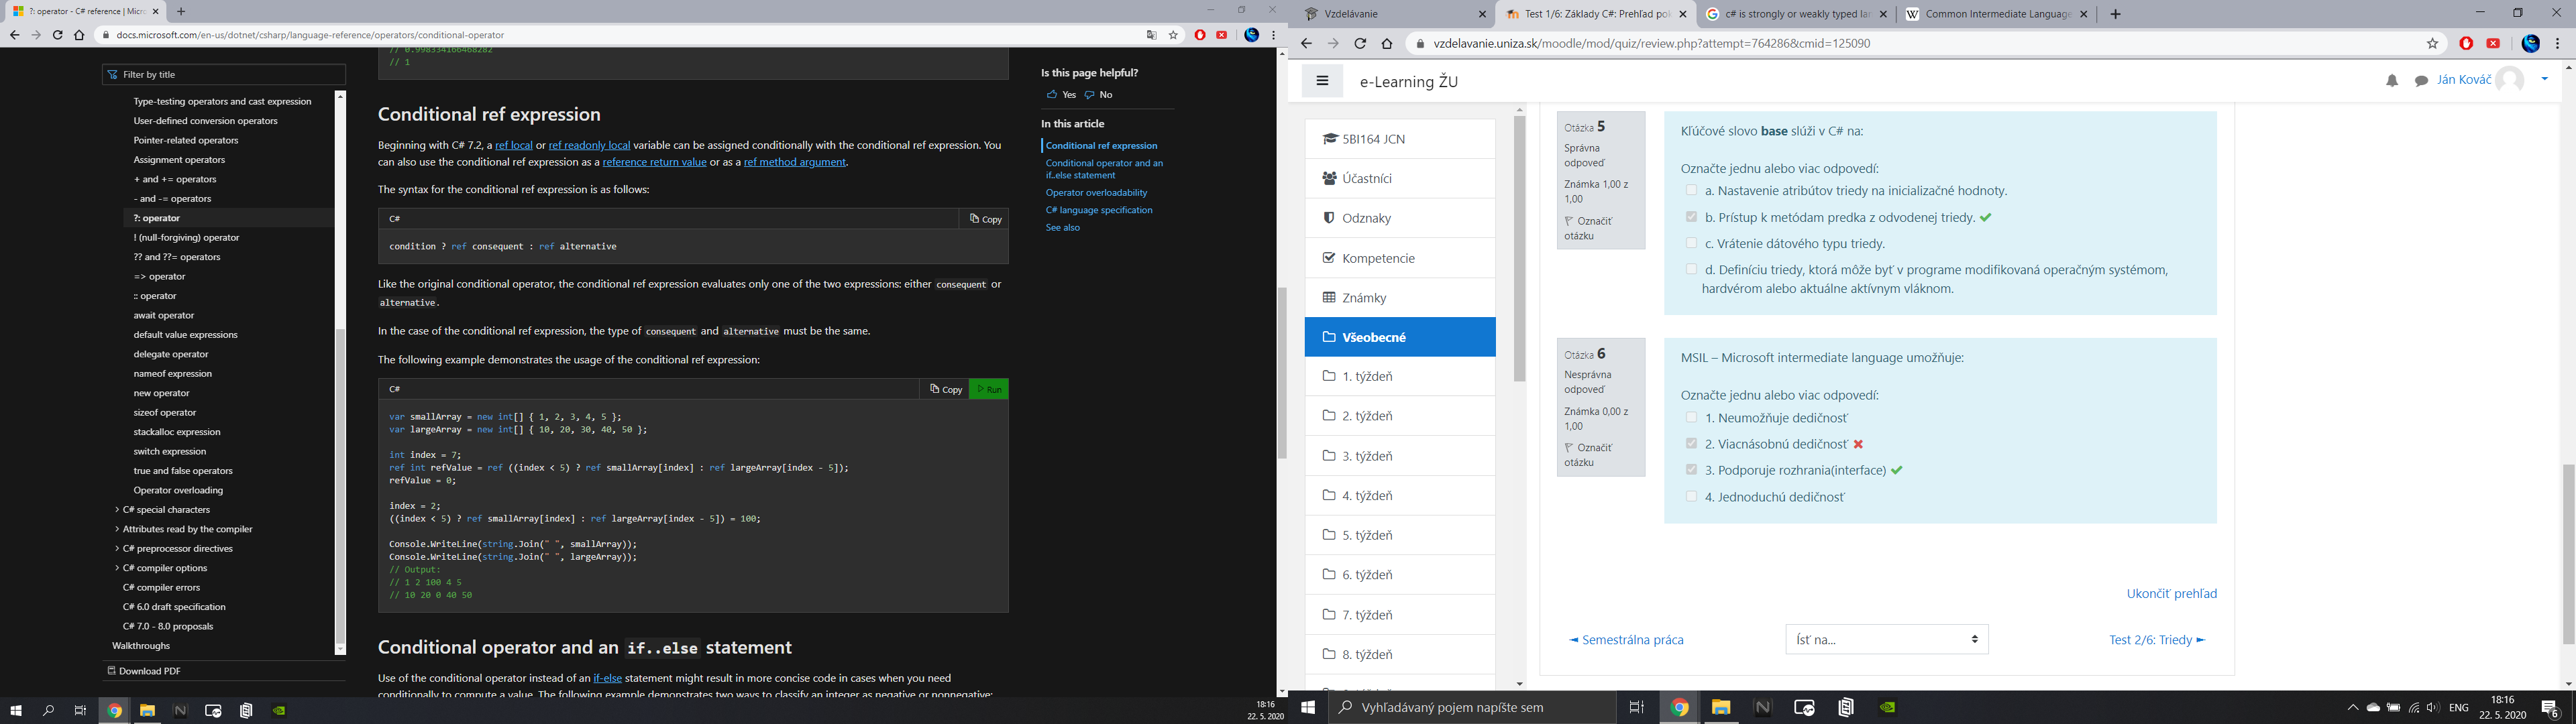 ?: operator - C# reference | Micro
docs.microsoft.com/en-us/dotnet/csharp/language-reference/operators/conditional-operator
Filter by title
Type-testing operators and cast expression
User-defined conversion operators
Pointer-related operators
Assignment operators
+ and += operators
- and -= operators
?: operator
! (null-forgiving) operator
?? and ??= operators
=> operator
:: operator
await operator
default value expressions
delegate operator
nameof expression
new operator
sizeof operator
stackalloc expression
switch expression
true and false operators
Operator overloading
C# special characters
Attributes read by the compiler
C# preprocessor directives
C# compiler options
C# compiler errors
C# 6.0 draft specification
C# 7.0 - 8.0 proposals
Walkthroughs
Download PDF
// 0.998334166468282
// 1
Conditional ref expression
Beginning with C# 7.2, a ref local or ref readonly local variable can be assigned conditionally with the conditional ref expression. You
can also use the conditional ref expression as a reference return value or as a ref method argument.
The syntax for the conditional ref expression is as follows:
C#
Copy
condition ? ref consequent : ref alternative
Like the original conditional operator, the conditional ref expression evaluates only one of the two expressions: either consequent or
alternative.
In the case of the conditional ref expression, the type of consequent and alternative must be the same.
The following example demonstrates the usage of the conditional ref expression:
C#
Copy
Run
var smallArray = new int[] { 1, 2, 3, 4, 5 };
var largeArray = new int[] { 10, 20, 30, 40, 50 };
int index = 7;
ref int refValue = ref ((index < 5) ? ref smallArray[index] : ref largeArray[index - 5]);
refValue = 0;
index = 2;
((index < 5) ? ref smallArray[index] : ref largeArray[index - 5]) = 100;
Console.WriteLine(string.Join(" ", smallArray));
Console.WriteLine(string.Join(" ", largeArray));
// Output:
// 1 2 100 4 5
// 10 20 0 40 50
Conditional operator and an if..else statement
Use of the conditional operator instead of an if-else statement might result in more concise code in cases when you need
conditionally to compute a value. The following example demonstrates two ways to classify an integer as negative or nonnegative:
Is this page helpful?
Yes
No
In this article
Conditional ref expression
Conditional operator and an
if..else statement
Operator overloadability
C# language specification
See also
18:16
22. 5. 2020
Vzdelávanie
Test 1/6: Základy C#: Prehľad pok
c# is strongly or weakly typed lan
Common Intermediate Language
vzdelavanie.uniza.sk/moodle/mod/quiz/review.php?attempt=764286&cmid=125090
e-Learning ŽU
Ján Kováč
5BI164 JCN
Účastníci
Odznaky
Kompetencie
Známky
Všeobecné
1. týždeň
2. týždeň
3. týždeň
4. týždeň
5. týždeň
6. týždeň
7. týždeň
8. týždeň
Otázka 5
Správna
odpoveď
Známka 1,00 z
1,00
Označiť
otázku
Kľúčové slovo base slúži v C# na:
Označte jednu alebo viac odpovedí:
a. Nastavenie atribútov triedy na inicializačné hodnoty.
b. Prístup k metódam predka z odvodenej triedy.
c. Vrátenie dátového typu triedy.
d. Definíciu triedy, ktorá môže byť v programe modifikovaná operačným systémom,
hardvérom alebo aktuálne aktívnym vláknom.
Otázka 6
Nesprávna
odpoveď
Známka 0,00 z
1,00
Označiť
otázku
MSIL – Microsoft intermediate language umožňuje:
Označte jednu alebo viac odpovedí:
1. Neumožňuje dedičnosť
2. Viacnásobnú dedičnosť
3. Podporuje rozhrania(interface)
4. Jednoduchú dedičnosť
Ukončiť prehľad
◄ Semestrálna práca
Ísť na...
Test 2/6: Triedy ►
Vyhľadávaný pojem napíšte sem
ENG
18:16
22. 5. 2020
6